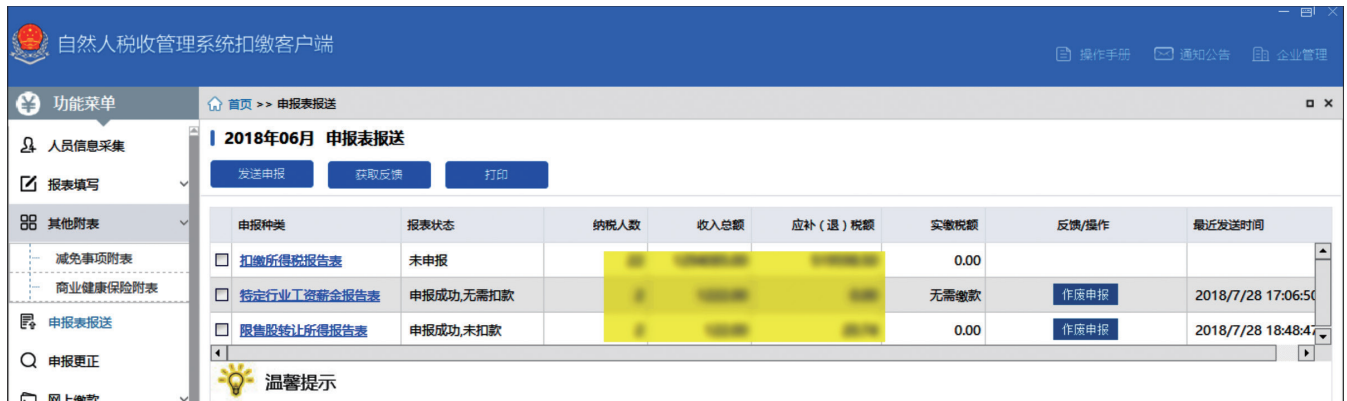 自然人税收管理系统扣缴客户端
操作手册 通知公告 企业管理
功能菜单
首页 >> 申报表报送
人员信息采集
2018年06月 申报表报送
发送申报 获取反馈 打印
报表填写
其他附表
申报种类 报表状态 纳税人数 收入总额 应补（退）税额 实缴税额 反馈/操作 最近发送时间
减免事项附表
扣缴所得税报告表 未申报 0.00
商业健康保险附表
特定行业工资薪金报告表 申报成功,无需扣款 无需缴款 作废申报 2018/7/28 17:06:50
申报表报送
限售股转让所得报告表 申报成功,未扣款 0.00 作废申报 2018/7/28 18:48:47
申报更正
温馨提示
网上缴款